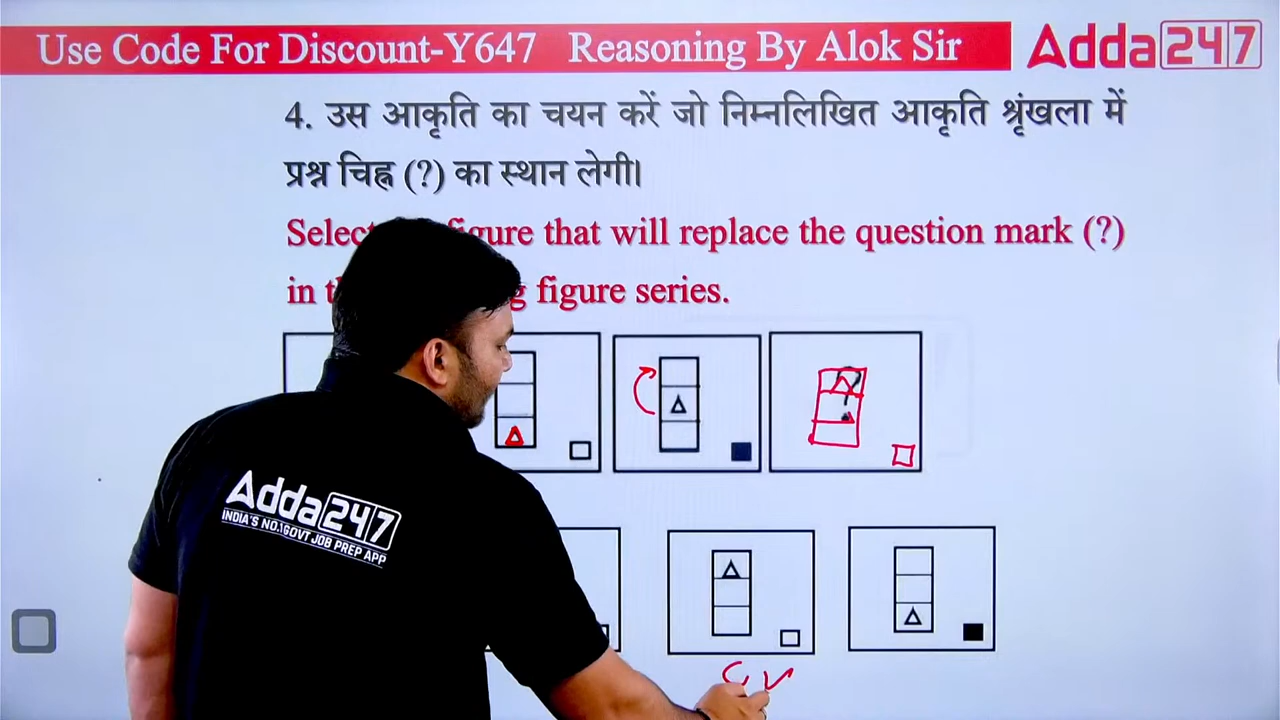 Use Code For Discount-Y647 Reasoning By Alok Sir
Adda247
4. उस आकृति का चयन करें जो निम्नलिखित आकृति श्रृंखला में
प्रश्न चिह्न (?) का स्थान लेगी।
Select figure that will replace the question mark (?)
in figure series.
?
Adda247
INDIA'S NO.1 GOVT JOB PREP APP